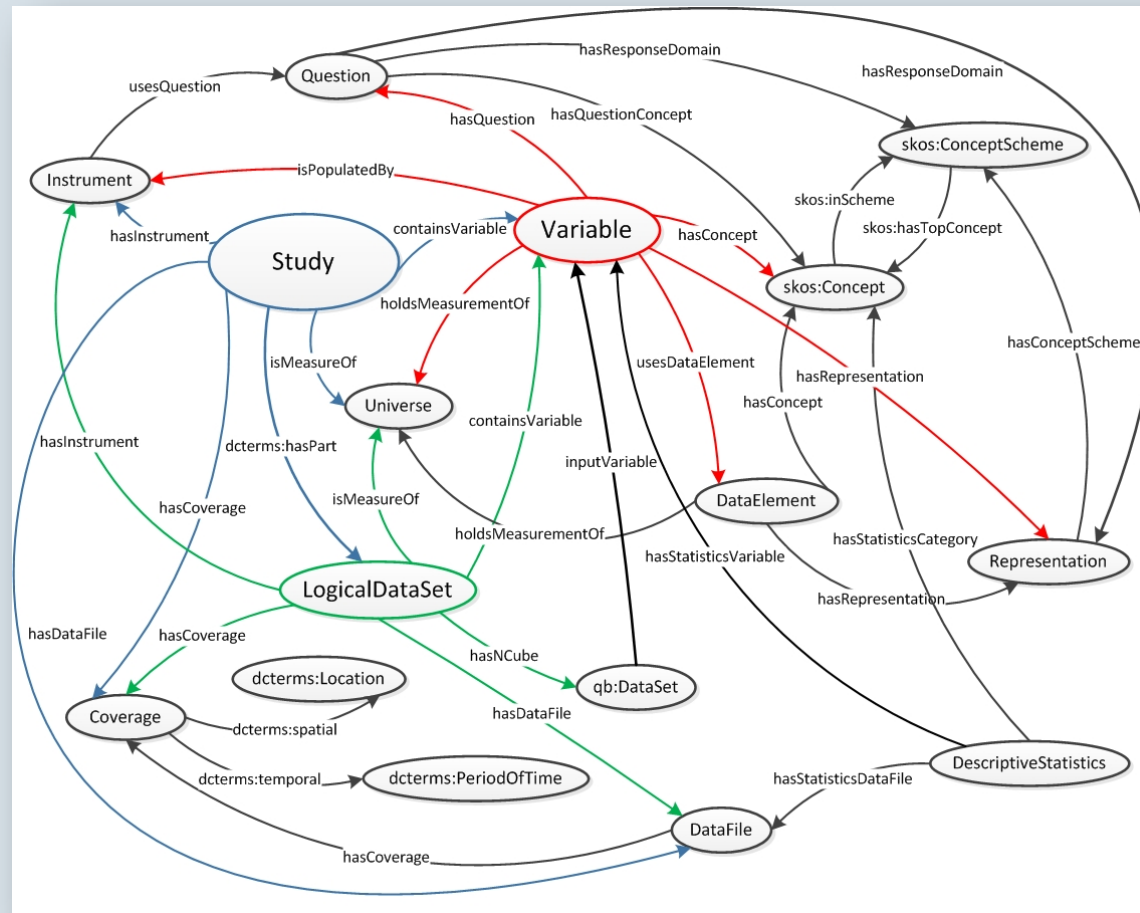 hasResponseDomain
Question
hasResponseDomain
usesQuestion
hasQuestion
hasQuestionConcept
skos:ConceptScheme
isPopulatedBy
Instrument
skos:inScheme
hasInstrument
containsVariable
Variable
hasConcept
skos:hasTopConcept
Study
skos:Concept
holdsMeasurementOf
hasConceptScheme
isMeasureOf
usesDataElement
hasRepresentation
Universe
hasConcept
containsVariable
hasInstrument
dcterms:hasPart
inputVariable
isMeasureOf
DataElement
hasCoverage
holdsMeasurementOf
hasStatisticsCategory
hasStatisticsVariable
Representation
LogicalDataSet
hasRepresentation
hasDataFile
hasCoverage
hasNCube
dcterms:Location
qb:DataSet
Coverage
hasDataFile
dcterms:spatial
DescriptiveStatistics
dcterms:temporal
dcterms:PeriodOfTime
hasStatisticsDataFile
DataFile
hasCoverage